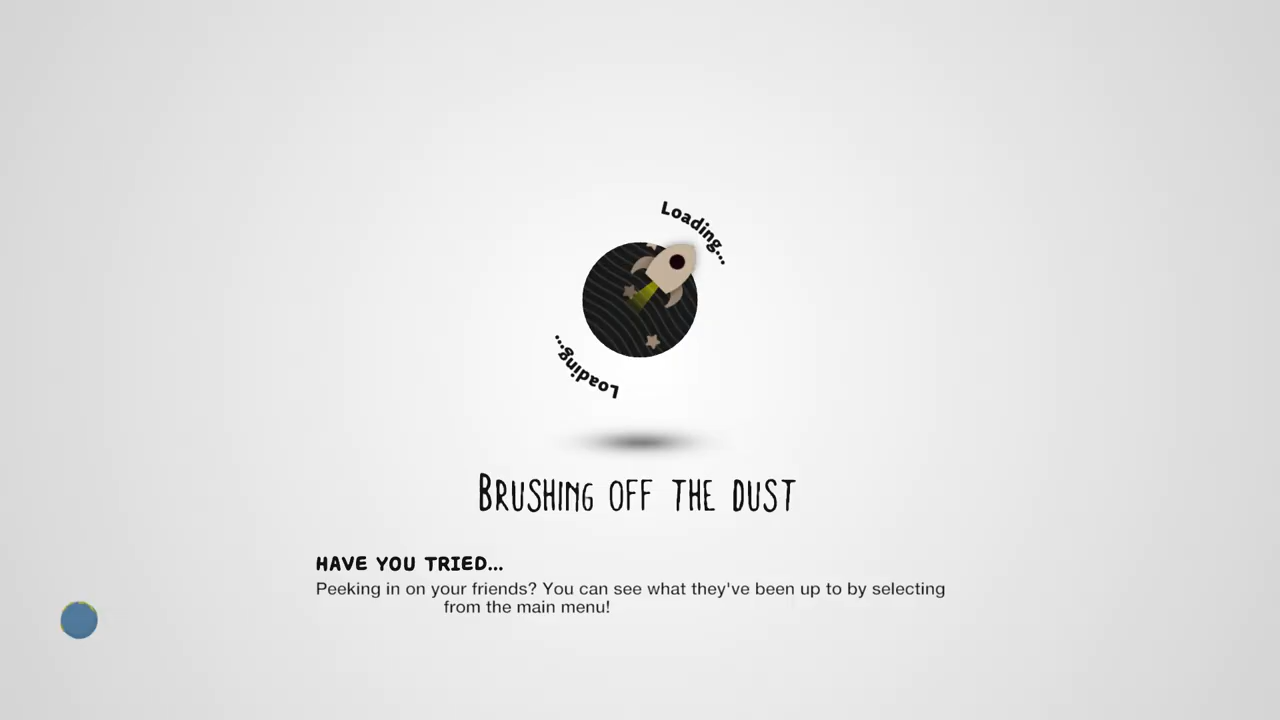 Loading...
Loading...
Brushing off the dust
HAVE YOU TRIED...
Peeking in on your friends? You can see what they've been up to by selecting
from the main menu!